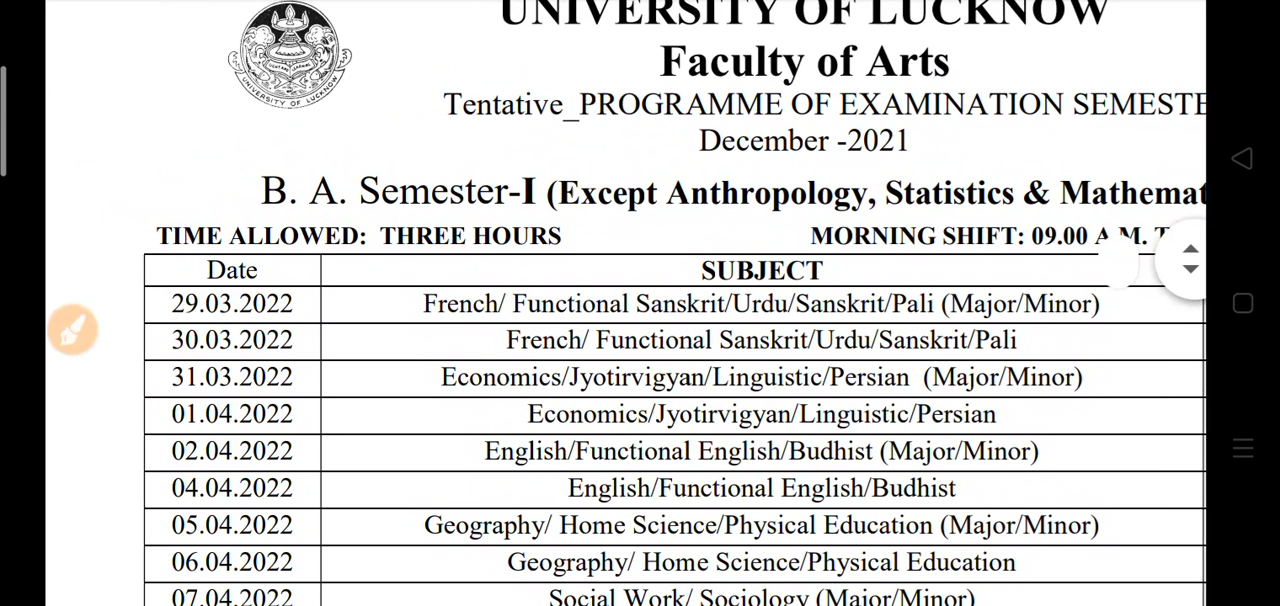 UNIVERSITY OF LUCKNOW
Faculty of Arts
Tentative_PROGRAMME OF EXAMINATION SEMESTE
December -2021
B. A. Semester-I (Except Anthropology, Statistics & Mathemat
TIME ALLOWED: THREE HOURS MORNING SHIFT: 09.00 A.M. T
Date SUBJECT
29.03.2022 French/ Functional Sanskrit/Urdu/Sanskrit/Pali (Major/Minor)
30.03.2022 French/ Functional Sanskrit/Urdu/Sanskrit/Pali
31.03.2022 Economics/Jyotirvigyan/Linguistic/Persian (Major/Minor)
01.04.2022 Economics/Jyotirvigyan/Linguistic/Persian
02.04.2022 English/Functional English/Budhist (Major/Minor)
04.04.2022 English/Functional English/Budhist
05.04.2022 Geography/ Home Science/Physical Education (Major/Minor)
06.04.2022 Geography/ Home Science/Physical Education
07.04.2022 Social Work/ Sociology (Major/Minor)